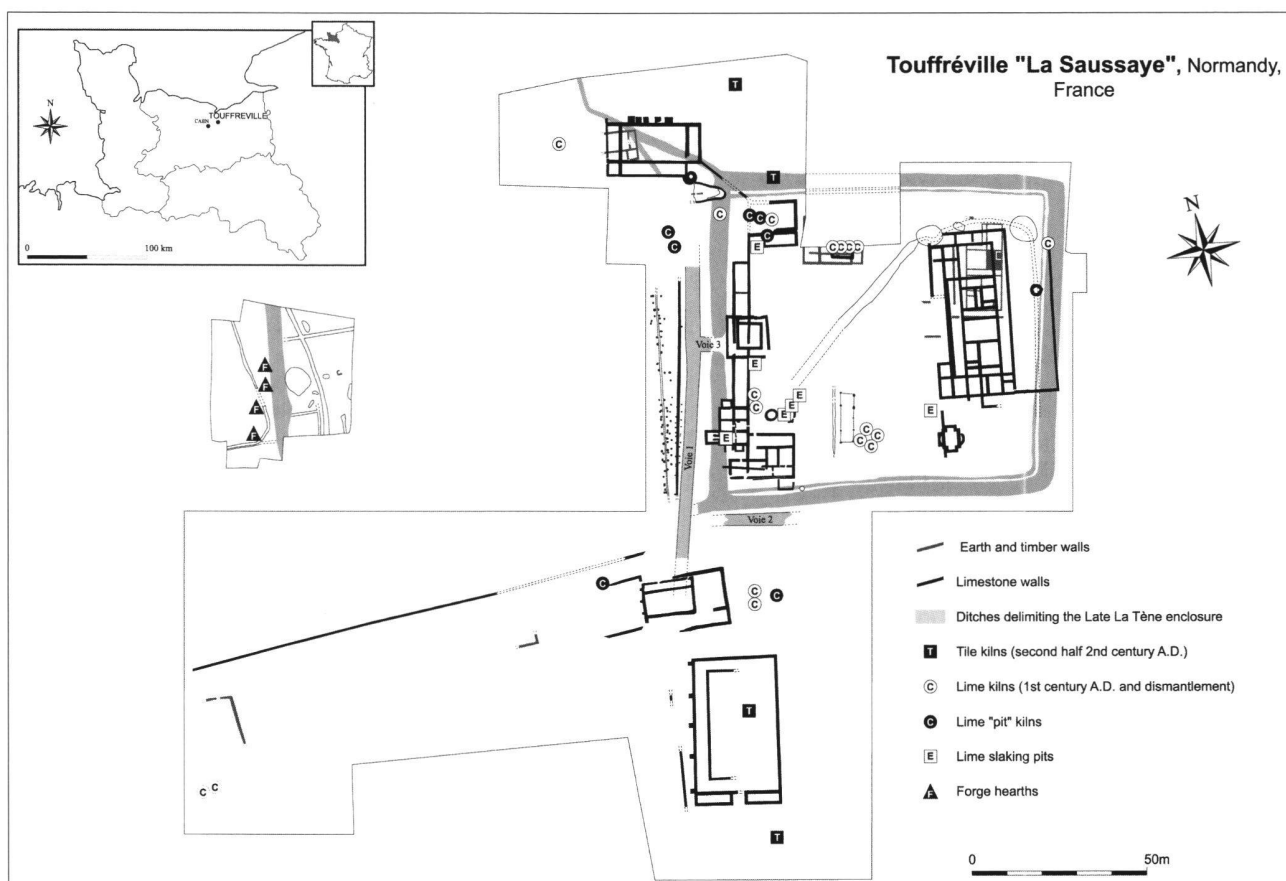 Touffréville "La Saussaye", Normandy,
France
N
CAEN
TOUFFREVILLE
0
100 km
T
C
T
C
C
C
C
C
C
C
E
C
C
C
C
C
N
Voie 3
E
F
F
F
F
C
C
E
E
E
E
E
C
C
C
C
C
Voie 1
Voie 2
C
C
C
C
T
C
C
T
Earth and timber walls
Limestone walls
Ditches delimiting the Late La Tène enclosure
T
Tile kilns (second half 2nd century A.D.)
C
Lime kilns (1st century A.D. and dismantlement)
C
Lime "pit" kilns
E
Lime slaking pits
F
Forge hearths
0
50m